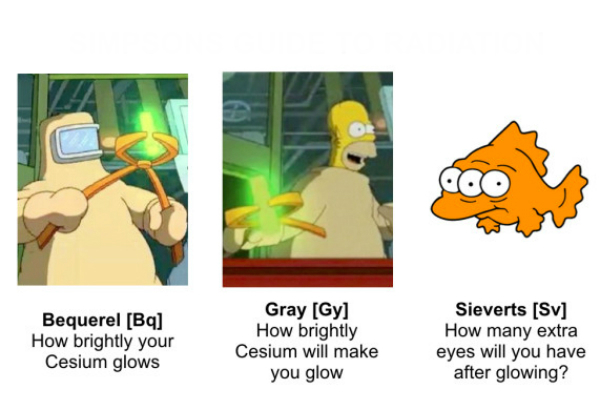 Bequerel [Bq]
How brightly your
Cesium glows
Gray [Gy]
How brightly
Cesium will make
you glow
Sieverts [Sv]
How many extra
eyes will you have
after glowing?